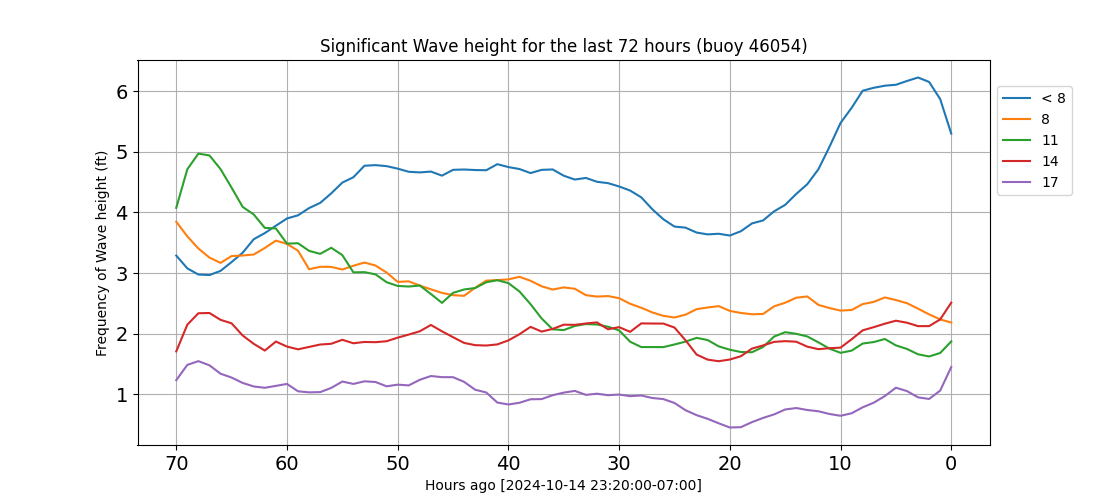 Significant Wave height for the last 72 hours (buoy 46054)
Frequency of Wave height (ft)
6
5
4
3
2
1
70 60 50 40 30 20 10 0
Hours ago [2024-10-14 23:20:00-07:00]
< 8
8
11
14
17